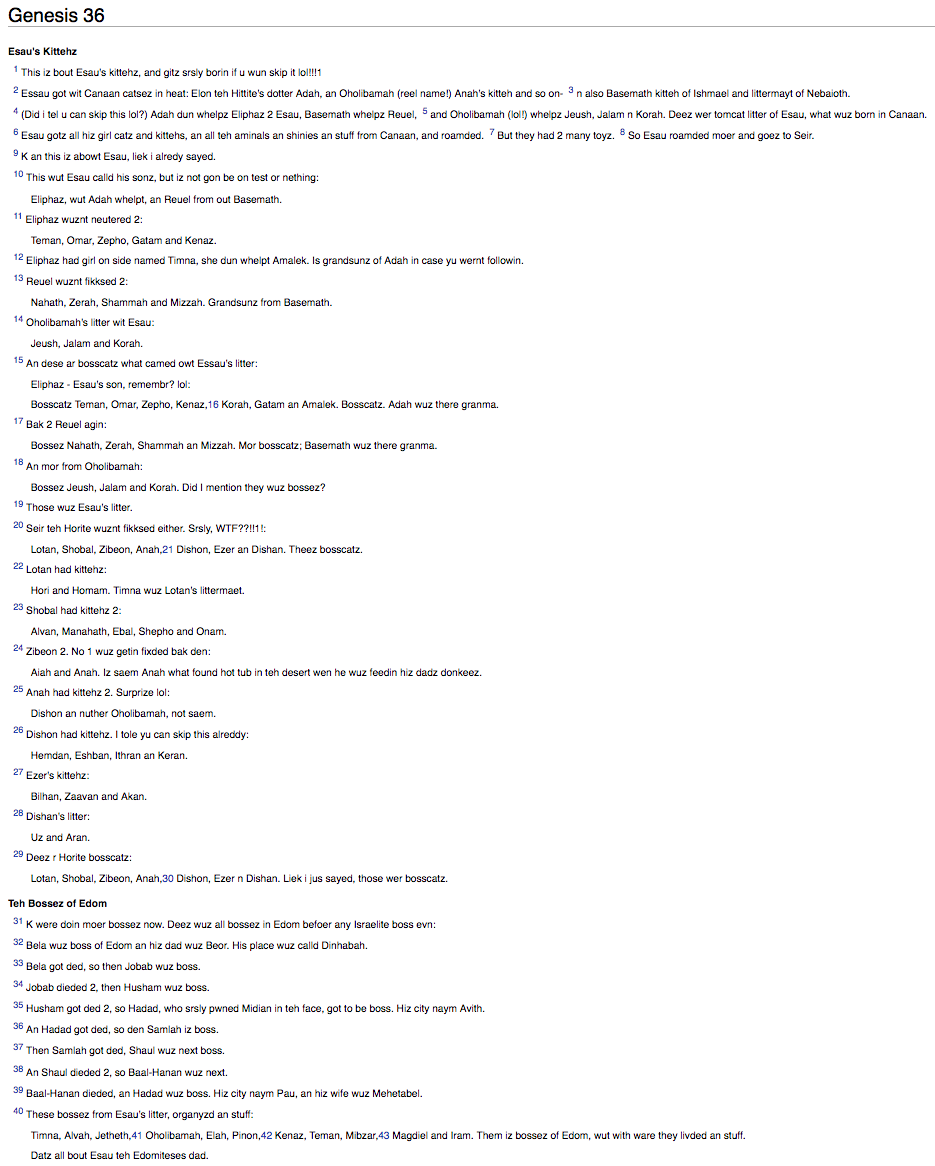 Genesis 36
Esau's Kittehz
1 This iz bout Esau's kittehz, and gitz srsly borin if u wun skip it lol!!!1
2 Essau got wit Canaan catsez in heat: Elon teh Hittite's dotter Adah, an Oholibamah (reel name!) Anah's kitteh and so on- 3 n also Basemath kitteh of Ishmael and littermayt of Nebaioth.
4 (Did i tel u can skip this lol?) Adah dun whelpz Eliphaz 2 Esau, Basemath whelpz Reuel, 5 and Oholibamah (lol!) whelpz Jeush, Jalam n Korah. Deez wer tomcat litter of Esau, what wuz born in Canaan.
6 Esau gotz all hiz girl catz and kittehs, an all teh aminals an shinies an stuff from Canaan, and roamded. 7 But they had 2 many toyz. 8 So Esau roamded moer and goez to Seir.
9 K an this iz abowt Esau, liek i alredy sayed.
10 This wut Esau calld his sonz, but iz not gon be on test or nething:
Eliphaz, wut Adah whelpt, an Reuel from out Basemath.
11 Eliphaz wuznt neutered 2:
Teman, Omar, Zepho, Gatam and Kenaz.
12 Eliphaz had girl on side named Timna, she dun whelpt Amalek. Is grandsunz of Adah in case yu wernt followin.
13 Reuel wuznt fikksed 2:
Nahath, Zerah, Shammah and Mizzah. Grandsunz from Basemath.
14 Oholibamah's litter wit Esau:
Jeush, Jalam and Korah.
15 An dese ar bosscatz what camed owt Essau's litter:
Eliphaz - Esau's son, remembr? lol:
Bosscatz Teman, Omar, Zepho, Kenaz,16 Korah, Gatam an Amalek. Bosscatz. Adah wuz there granma.
17 Bak 2 Reuel agin:
Bossez Nahath, Zerah, Shammah an Mizzah. Mor bosscatz; Basemath wuz there granma.
18 An mor from Oholibamah:
Bossez Jeush, Jalam and Korah. Did I mention they wuz bossez?
19 Those wuz Esau's litter.
20 Seir teh Horite wuznt fikksed either. Srsly, WTF??!!1!:
Lotan, Shobal, Zibeon, Anah,21 Dishon, Ezer an Dishan. Theez bosscatz.
22 Lotan had kittehz:
Hori and Homam. Timna wuz Lotan's littermaet.
23 Shobal had kittehz 2:
Alvan, Manahath, Ebal, Shepho and Onam.
24 Zibeon 2. No 1 wuz getin fixded bak den:
Aiah and Anah. Iz saem Anah what found hot tub in teh desert wen he wuz feedin hiz dadz donkeez.
25 Anah had kittehz 2. Surprize lol:
Dishon an nuther Oholibamah, not saem.
26 Dishon had kittehz. I tole yu can skip this alreddy:
Hemdan, Eshban, Ithran an Keran.
27 Ezer's kittehz:
Bilhan, Zaavan and Akan.
28 Dishan's litter:
Uz and Aran.
29 Deez r Horite bosscatz:
Lotan, Shobal, Zibeon, Anah,30 Dishon, Ezer n Dishan. Liek i jus sayed, those wer bosscatz.
Teh Bossez of Edom
31 K were doin moer bossez now. Deez wuz all bossez in Edom befoer any Israelite boss evn:
32 Bela wuz boss of Edom an hiz dad wuz Beor. His place wuz calld Dinhabah.
33 Bela got ded, so then Jobab wuz boss.
34 Jobab dieded 2, then Husham wuz boss.
35 Husham got ded 2, so Hadad, who srsly pwned Midian in teh face, got to be boss. Hiz city naym Avith.
36 An Hadad got ded, so den Samlah iz boss.
37 Then Samlah got ded, Shaul wuz next boss.
38 An Shaul dieded 2, so Baal-Hanan wuz next.
39 Baal-Hanan dieded, an Hadad wuz boss. Hiz city naym Pau, an hiz wife wuz Mehetabel.
40 These bossez from Esau's litter, organyzd an stuff:
Timna, Alvah, Jetheth,41 Oholibamah, Elah, Pinon,42 Kenaz, Teman, Mibzar,43 Magdiel and Iram. Them iz bossez of Edom, wut with ware they livded an stuff.
Datz all bout Esau teh Edomiteses dad.